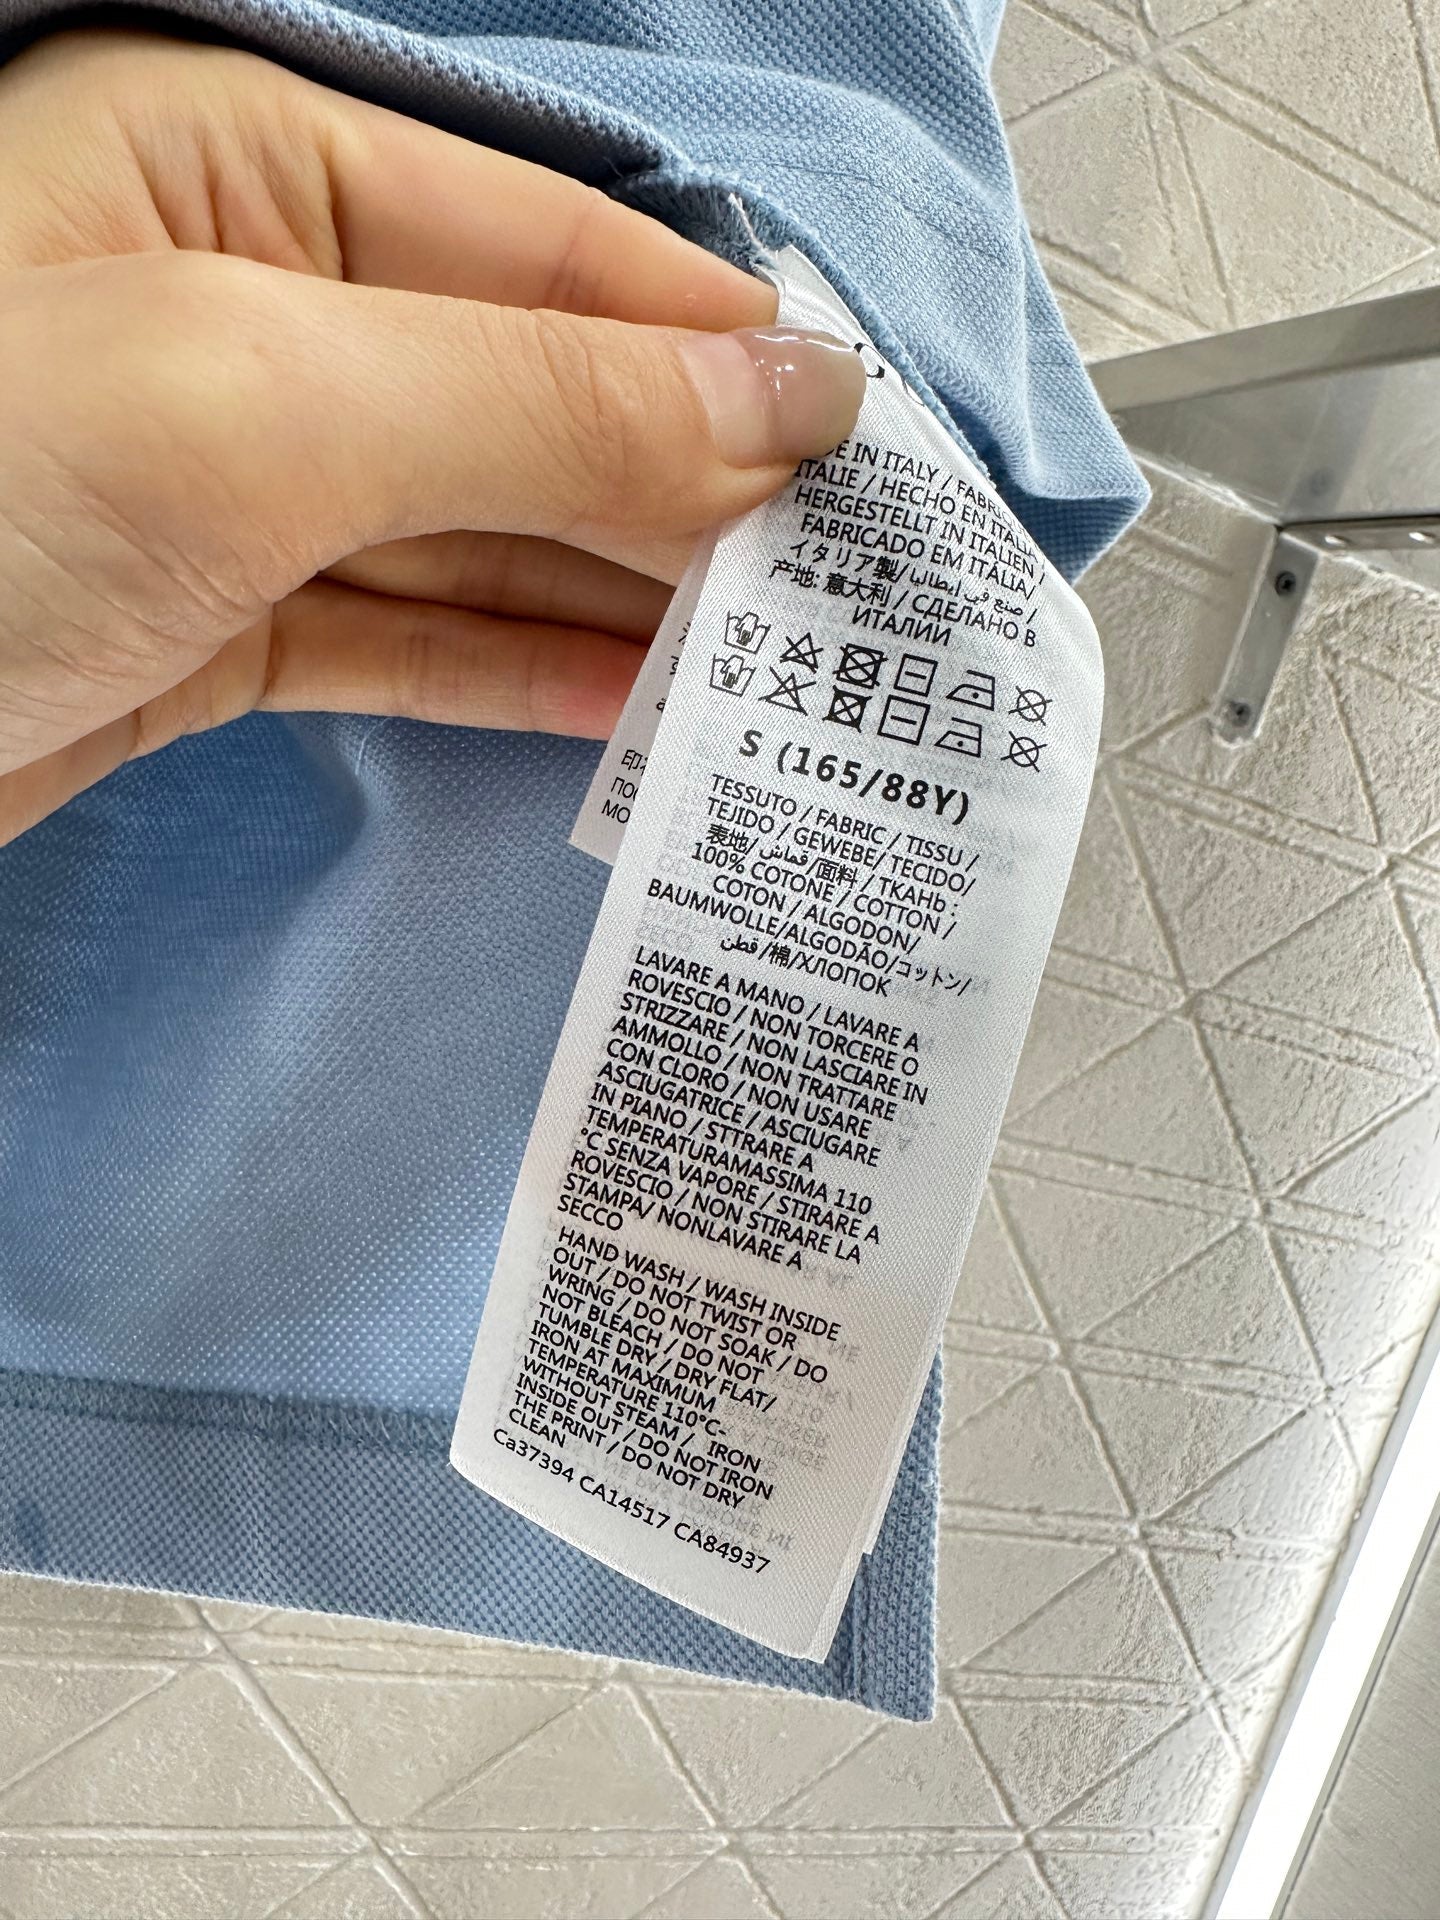 G
E IN ITALY / FABRIQ
ITALIE / HECHO EN ITALIA
HERGESTELLT IN ITALIEN /
FABRICADO EM ITÁLIA/
イタリア製/صنع في إيطاليا /
产地: 意大利 / СДЕЛАНО В
ИТАЛИИ
S (165/88Y)
TESSUTO / FABRIC / TISSU /
TEJIDO / GEWEBE/ TECIDO/
表地/قماش/面料 / ТКАНЬ :
100% COTONE / COTTON /
COTON / ALGODON/
BAUMWOLLE/ALGODÃO/コットン/
قطن/棉/ХЛОПОК
LAVARE A MANO / LAVARE A
ROVESCIO / NON TORCERE O
STRIZZARE / NON LASCIARE IN
AMMOLLO / NON TRATTARE
CON CLORO / NON USARE
ASCIUGATRICE / ASCIUGARE
IN PIANO / STTRARE A
TEMPERATURAMASSIMA 110
°C SENZA VAPORE / STIRARE A
ROVESCIO / NON STIRARE LA
STAMPA/ NONLAVARE A
SECCO
HAND WASH / WASH INSIDE
OUT / DO NOT TWIST OR
WRING / DO NOT SOAK / DO
NOT BLEACH / DO NOT
TUMBLE DRY / DRY FLAT/
IRON AT MAXIMUM
TEMPERATURE 110°C-
WITHOUT STEAM / IRON
INSIDE OUT / DO NOT IRON
THE PRINT / DO NOT DRY
CLEAN
Ca37394 CA14517 CA84937
印
ПО
МО